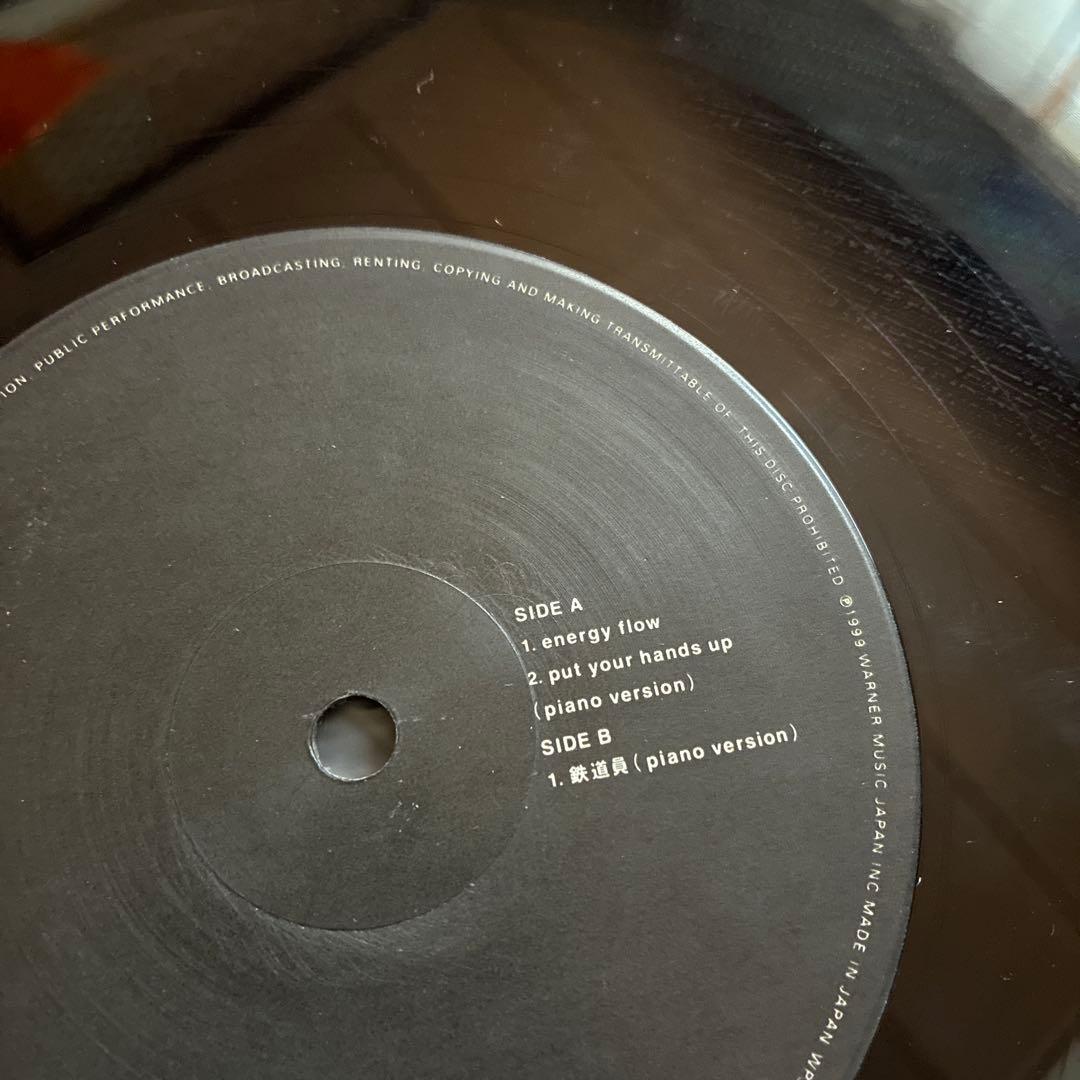 PUBLIC PERFORMANCE, BROADCASTING, RENTING, COPYING AND MAKING TRANSMITTABLE OF THIS DISC PROHIBITED ℗1999 WARNER MUSIC JAPAN INC MADE IN JAPAN
SIDE A
1. energy flow
2. put your hands up
(piano version)
SIDE B
1. 鉄道員(piano version)